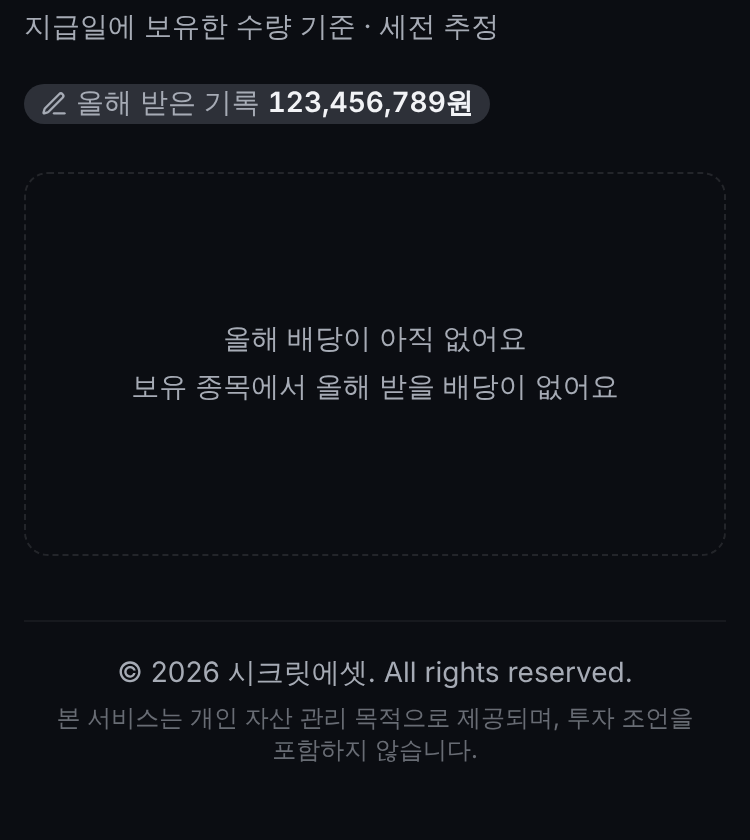 지급일에 보유한 수량 기준 · 세전 추정
올해 받은 기록 123,456,789원
올해 배당이 아직 없어요
보유 종목에서 올해 받을 배당이 없어요
© 2026 시크릿에셋. All rights reserved.
본 서비스는 개인 자산 관리 목적으로 제공되며, 투자 조언을
포함하지 않습니다.